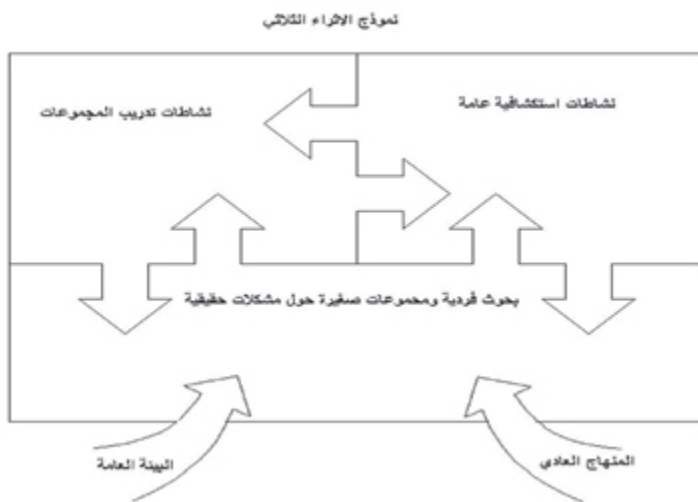 نموذج الإثراء الثلاثي
نشاطات استكشافية عامة
نشاطات تدريب المجموعات
بحوث فردية ومجموعات صغيرة حول مشكلات حقيقية
المنهاج العادي
البيئة العامة